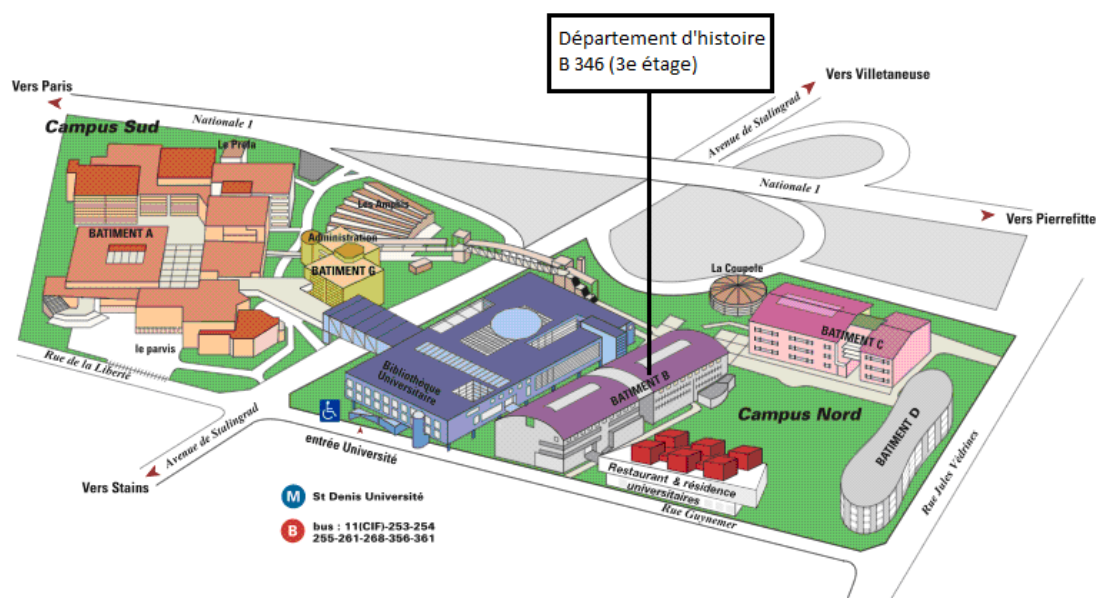 Département d'histoire
B 346 (3e étage)
Vers Paris
Vers Villetaneuse
Campus Sud
Nationale 1
Avenue de Stalingrad
Le Préfa
Nationale 1
Les Amphis
Vers Pierrefitte
BATIMENT A
Administration
BATIMENT G
La Coupole
BATIMENT C
le parvis
Rue de la Liberté
Bibliothèque
Universitaire
BATIMENT B
Campus Nord
BATIMENT D
Avenue de Stalingrad
entrée Université
Vers Stains
Restaurant & résidence
universitaires
Rue Guynemer
Rue Jules Védrines
M St Denis Université
B bus : 11(CIF)-253-254
255-261-268-356-361